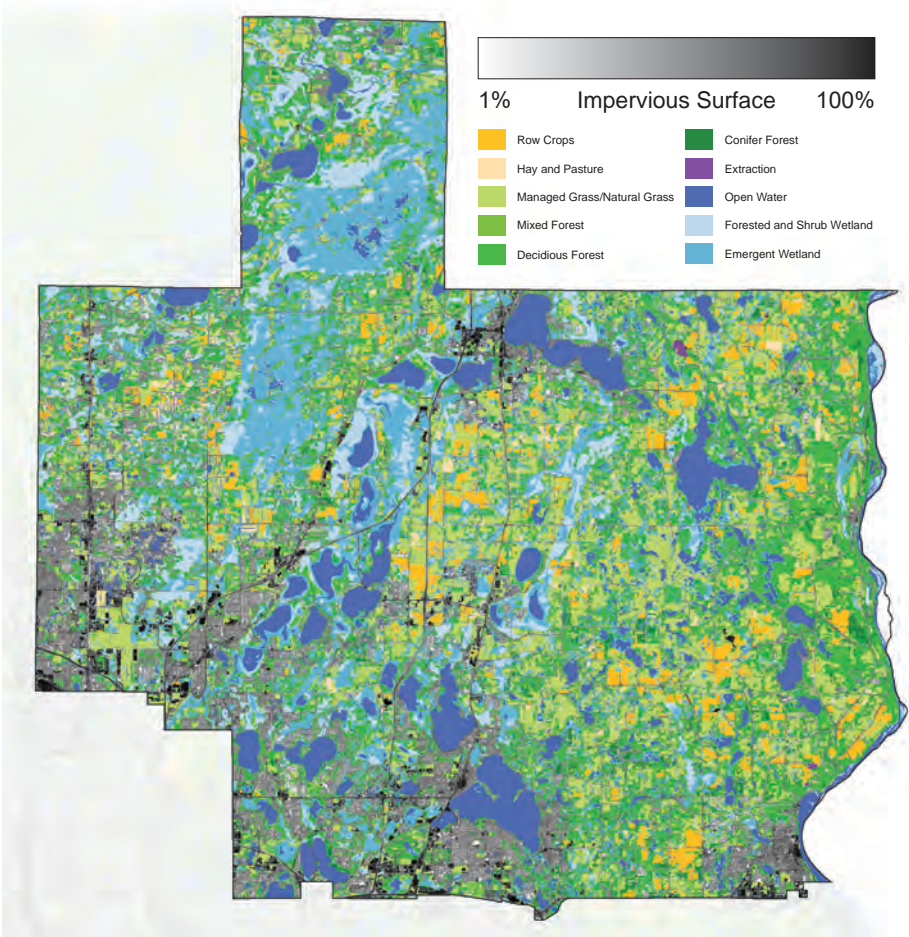 1% Impervious Surface 100%
Row Crops
Hay and Pasture
Managed Grass/Natural Grass
Mixed Forest
Decidious Forest
Conifer Forest
Extraction
Open Water
Forested and Shrub Wetland
Emergent Wetland